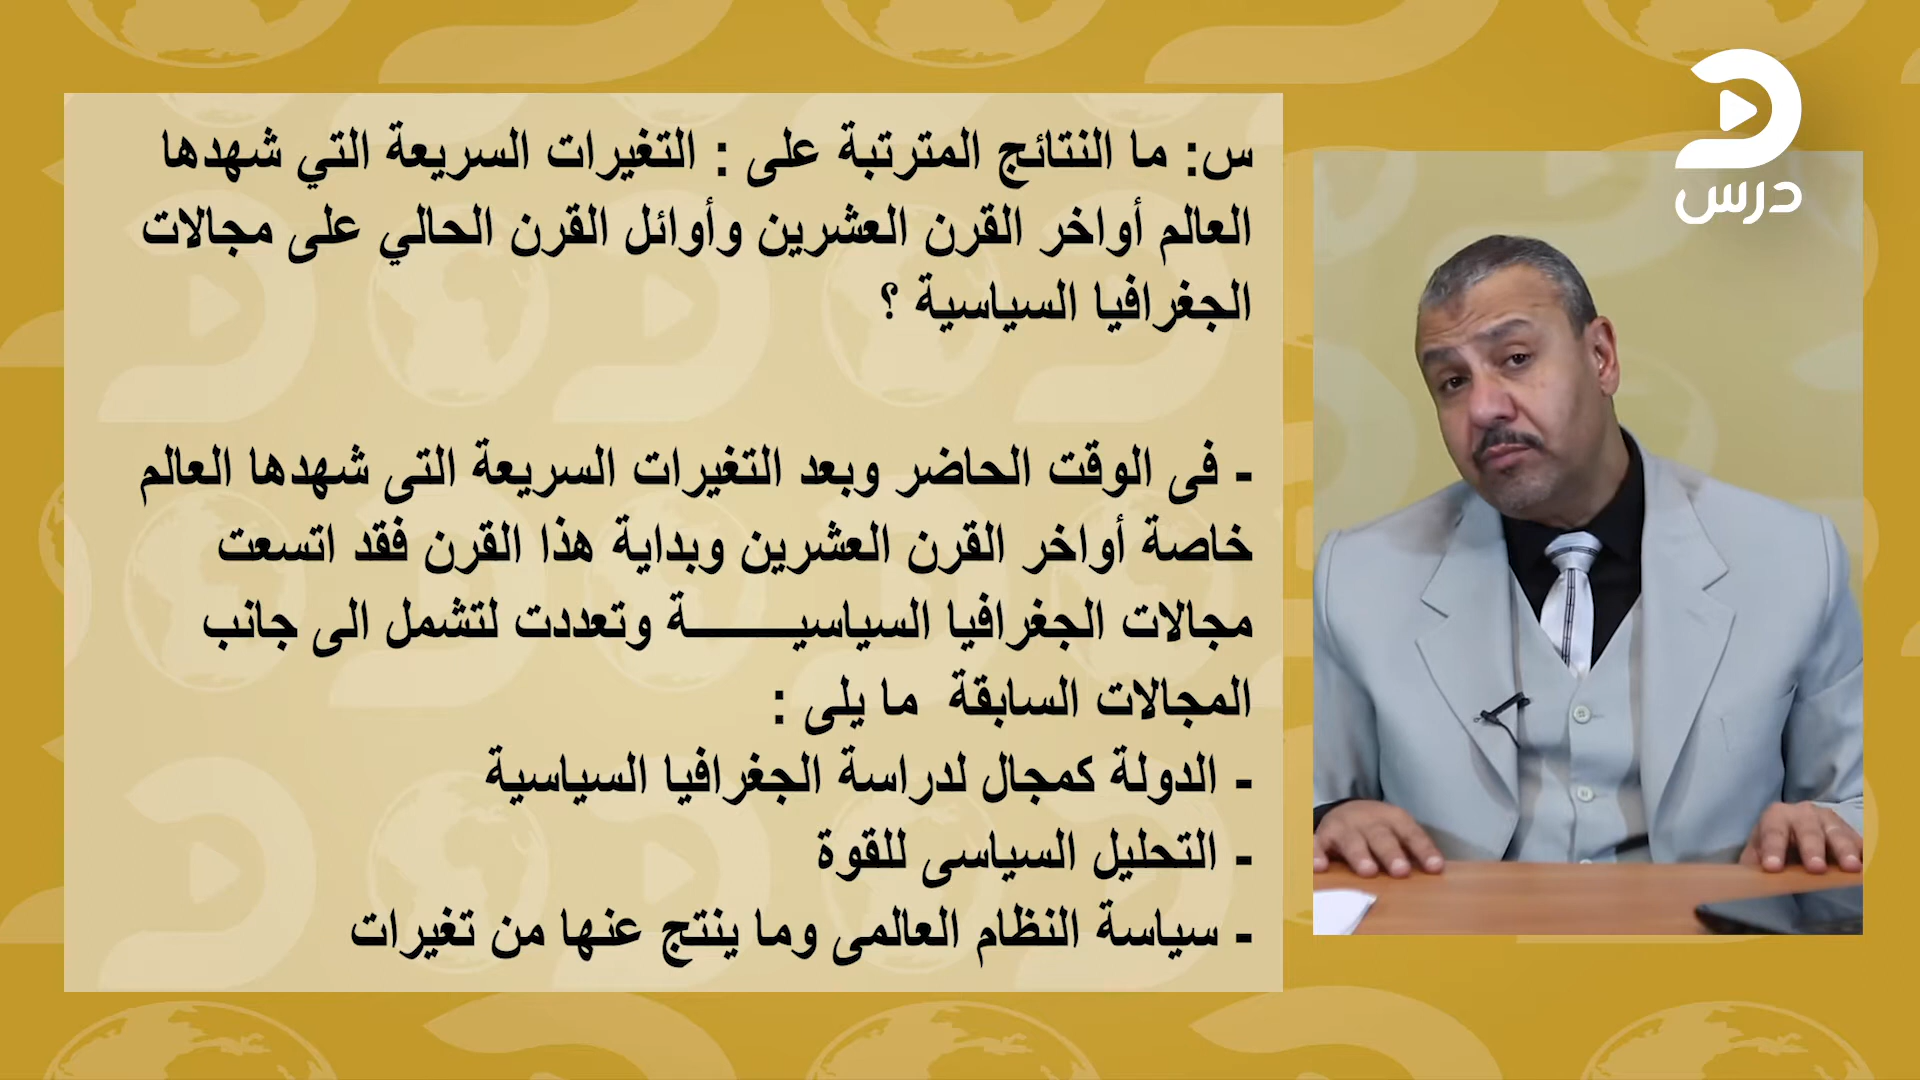 س: ما النتائج المترتبة على : التغيرات السريعة التي شهدها
العالم أواخر القرن العشرين وأوائل القرن الحالي على مجالات
الجغرافيا السياسية ؟
- فى الوقت الحاضر وبعد التغيرات السريعة التى شهدها العالم
خاصة أواخر القرن العشرين وبداية هذا القرن فقد اتسعت
مجالات الجغرافيا السياسيــــــــة وتعددت لتشمل الى جانب
المجالات السابقة ما يلى :
- الدولة كمجال لدراسة الجغرافيا السياسية
- التحليل السياسى للقوة
- سياسة النظام العالمى وما ينتج عنها من تغيرات
درس